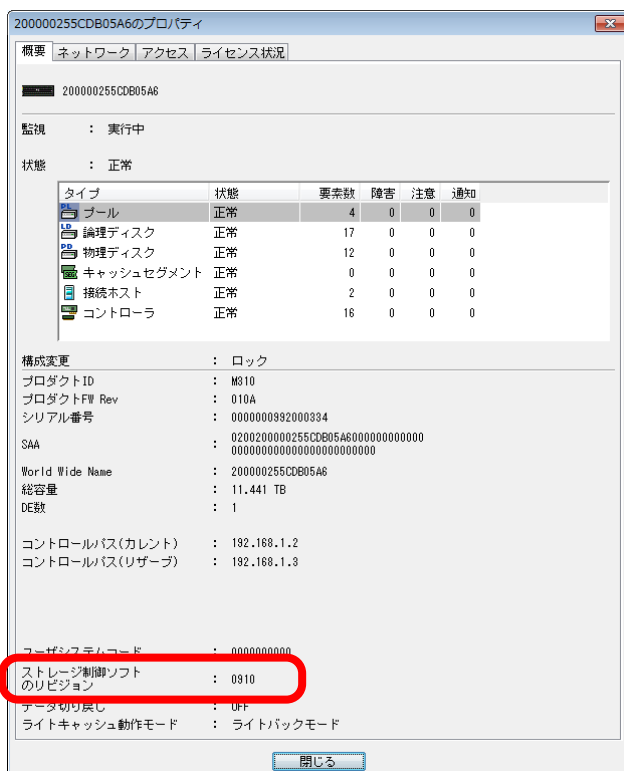 200000255CDB05A6のプロパティ
概要 ネットワーク アクセス ライセンス状況
200000255CDB05A6
監視 : 実行中
状態 : 正常
タイプ 状態 要素数 障害 注意 通知
プール 正常 4 0 0 0
論理ディスク 正常 17 0 0 0
物理ディスク 正常 12 0 0 0
キャッシュセグメント 正常 0 0 0 0
接続ホスト 正常 2 0 0 0
コントローラ 正常 16 0 0 0
構成変更 : ロック
プロダクトID : M310
プロダクトFW Rev : 010A
シリアル番号 : 0000000992000334
SAA : 0200200000255CDB05A6000000000000
000000000000000000000000
World Wide Name : 200000255CDB05A6
総容量 : 11.441 TB
DE数 : 1
コントロールパス(カレント) : 192.168.1.2
コントロールパス(リザーブ) : 192.168.1.3
ユーザシステムコード : 0000000000
ストレージ制御ソフト
のリビジョン : 0910
データ切り戻し : OFF
ライトキャッシュ動作モード : ライトバックモード
閉じる